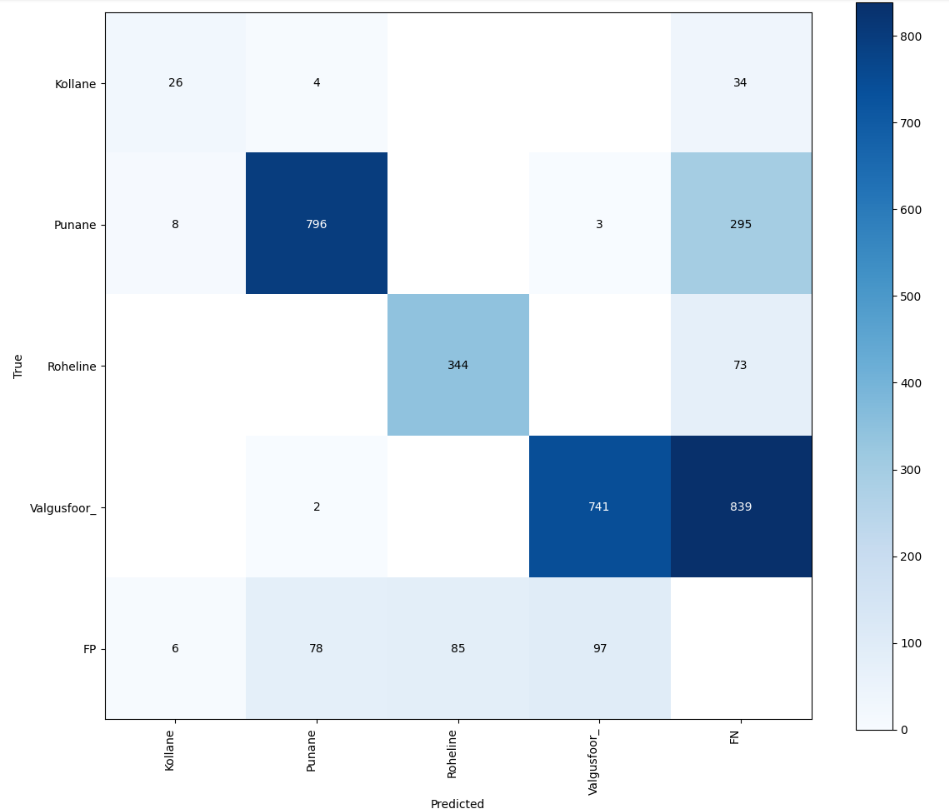 Kollane 26 4 34
Punane 8 796 3 295
Roheline 344 73
Valgusfoor_ 2 741 839
FP 6 78 85 97
True
Kollane Punane Roheline Valgusfoor_ FN
Predicted
800
700
600
500
400
300
200
100
0